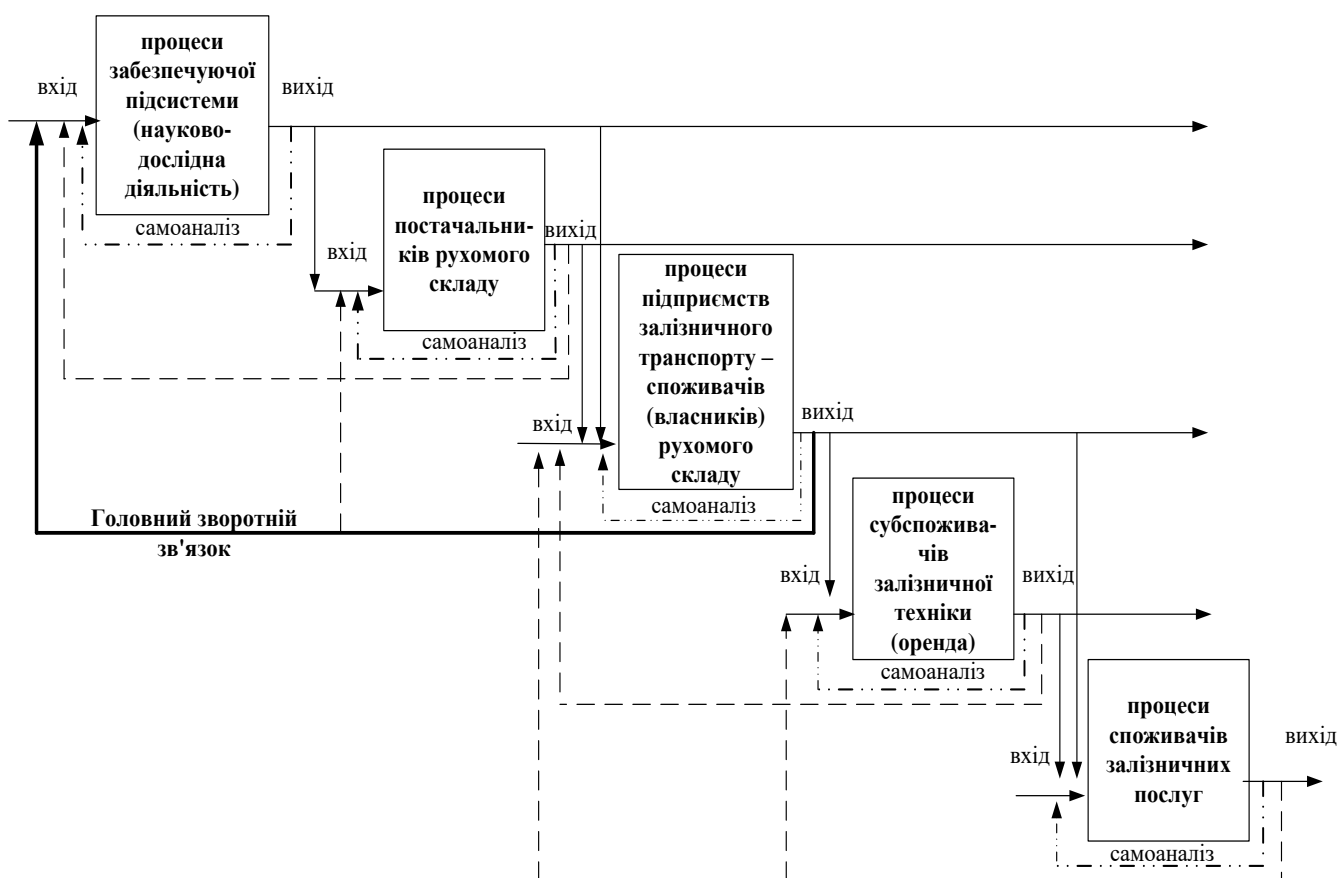 процеси
забезпечуючої
підсистеми
(науково-
дослідна
діяльність)
вхід
вихід
самоаналіз
процеси
постачальни-
ків рухомого
складу
вхід
вихід
самоаналіз
процеси
підприємств
залізничного
транспорту –
споживачів
(власників)
рухомого
складу
вхід
вихід
самоаналіз
Головний зворотній
зв'язок
процеси
субспожива-
чів
залізничної
техніки
(оренда)
вхід
вихід
самоаналіз
процеси
споживачів
залізничних
послуг
вхід
вихід
самоаналіз